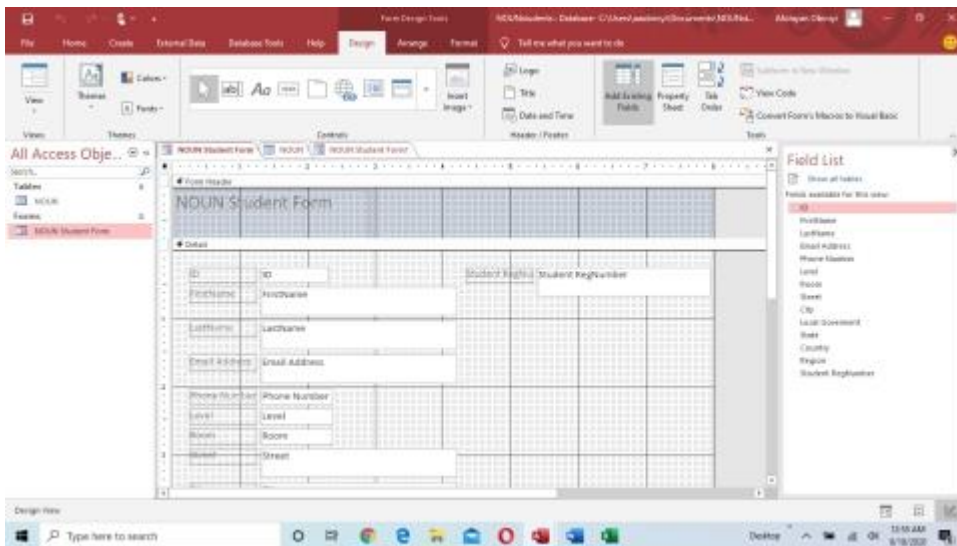 Form Design Tools
File Home Create External Data Database Tools Help Design Arrange Format Tell me what you want to do
View
Themes
Colors
Fonts
Aa
Insert Image
Logo
Title
Date and Time
Add Existing Fields
Property Sheet
Tab Order
View Code
Convert Form's Macros to Visual Basic
Views Themes Controls Header / Footer Tools
All Access Obje...
Search...
Tables
NOUN
Forms
NOUN Student Form
NOUN Student Form NOUN NOUN Student Form1
Form Header
NOUN Student Form
Detail
ID ID
Student RegNu Student RegNumber
FirstName FirstName
LastName LastName
Email Address Email Address
Phone Number Phone Number
Level Level
Room Room
Street Street
Field List
Show all tables
Fields available for this view:
ID
FirstName
LastName
Email Address
Phone Number
Level
Room
Street
City
Local Government
State
Country
Region
Student RegNumber
Design View
Type here to search
Desktop